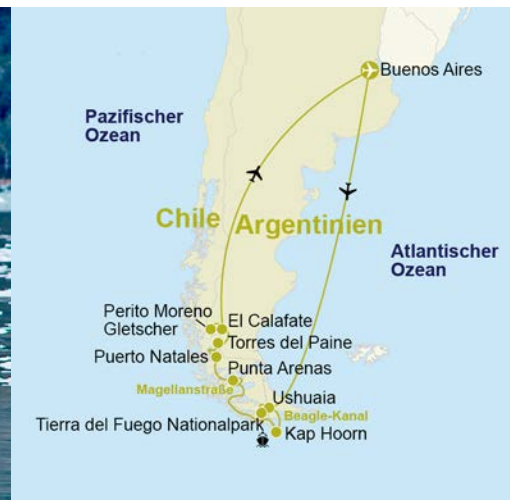 Buenos Aires
Pazifischer
Ozean
Chile
Argentinien
Atlantischer
Ozean
Perito Moreno
Gletscher
El Calafate
Torres del Paine
Puerto Natales
Punta Arenas
Magellanstraße
Ushuaia
Beagle-Kanal
Tierra del Fuego Nationalpark
Kap Hoorn